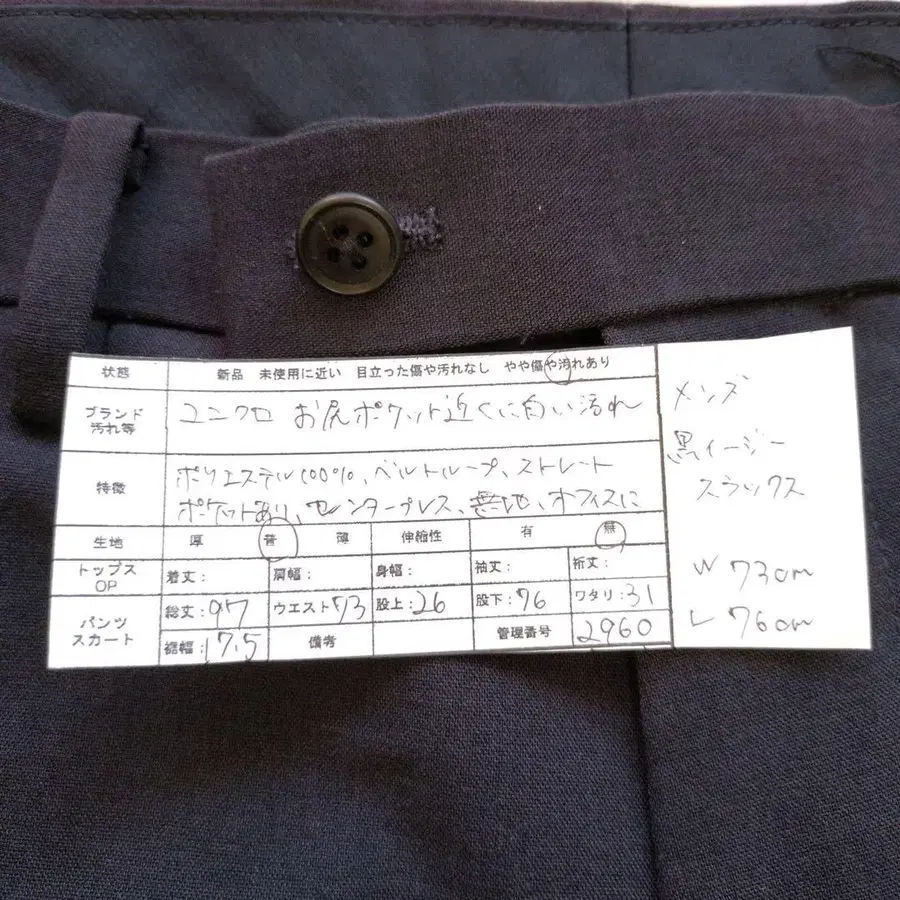 状態 新品 未使用に近い 目立った傷や汚れなし やや傷や汚れあり
ブランド
汚れ等
ユニクロ お尻ポケット近くに白い汚れ
特徴
ポリエステル100%、ベルトループ、ストレート
ポケットあり、センタープレス、無地、オフィスに
生地 厚 普 薄 伸縮性 有 無
トップス
OP
着丈: 肩幅: 身幅: 袖丈: 裄丈:
パンツ
スカート
総丈:97 ウエスト73 股上:26 股下:76 ワタリ:31
裾幅:17.5 備考 管理番号 2960
メンズ
黒イージー
スラックス
W 73cm
L 76cm